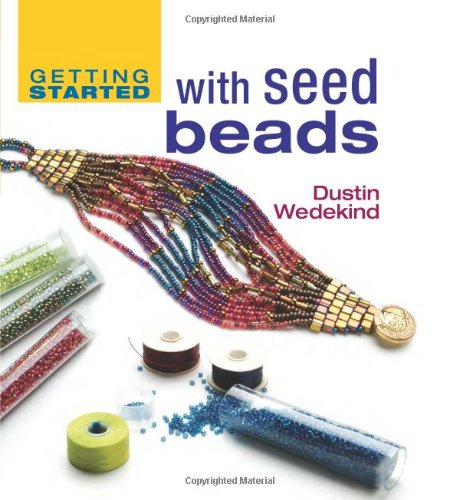 Copyrighted Material
GETTING
STARTED
with seed
beads
Dustin
Wedekind
Copyrighted Material